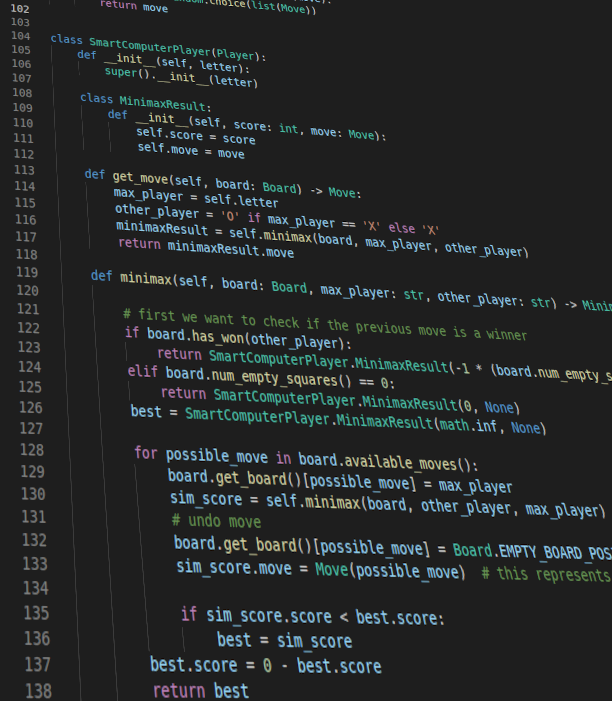 102 return move
103
104 class SmartComputerPlayer(Player):
105 def __init__(self, letter):
106 super().__init__(letter)
107
108 class MinimaxResult:
109 def __init__(self, score: int, move: Move):
110 self.score = score
111 self.move = move
112
113 def get_move(self, board: Board) -> Move:
114 max_player = self.letter
115 other_player = 'O' if max_player == 'X' else 'X'
116 minimaxResult = self.minimax(board, max_player, other_player)
117 return minimaxResult.move
118
119 def minimax(self, board: Board, max_player: str, other_player: str) -> Minim
120
121 # first we want to check if the previous move is a winner
122 if board.has_won(other_player):
123 return SmartComputerPlayer.MinimaxResult(-1 * (board.num_empty_s
124 elif board.num_empty_squares() == 0:
125 return SmartComputerPlayer.MinimaxResult(0, None)
126 best = SmartComputerPlayer.MinimaxResult(math.inf, None)
127
128 for possible_move in board.available_moves():
129 board.get_board()[possible_move] = max_player
130 sim_score = self.minimax(board, other_player, max_player)
131 # undo move
132 board.get_board()[possible_move] = Board.EMPTY_BOARD_POS
133 sim_score.move = Move(possible_move) # this represents
134
135 if sim_score.score < best.score:
136 best = sim_score
137 best.score = 0 - best.score
138 return best